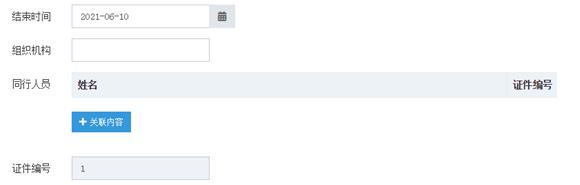 结束时间 2021-06-10
组织机构
同行人员 姓名 证件编号
+ 关联内容
证件编号 1